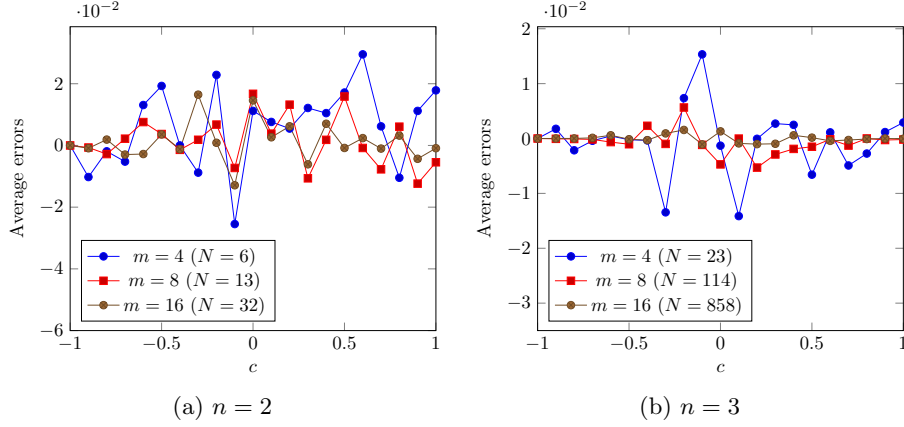 ·10⁻²
2
0
−2
−4
−6
−1
−0.5
0
0.5
1
c
Average errors
m = 4 (N = 6)
m = 8 (N = 13)
m = 16 (N = 32)
(a) n = 2
·10⁻²
2
1
0
−1
−2
−3
−1
−0.5
0
0.5
1
c
Average errors
m = 4 (N = 23)
m = 8 (N = 114)
m = 16 (N = 858)
(b) n = 3